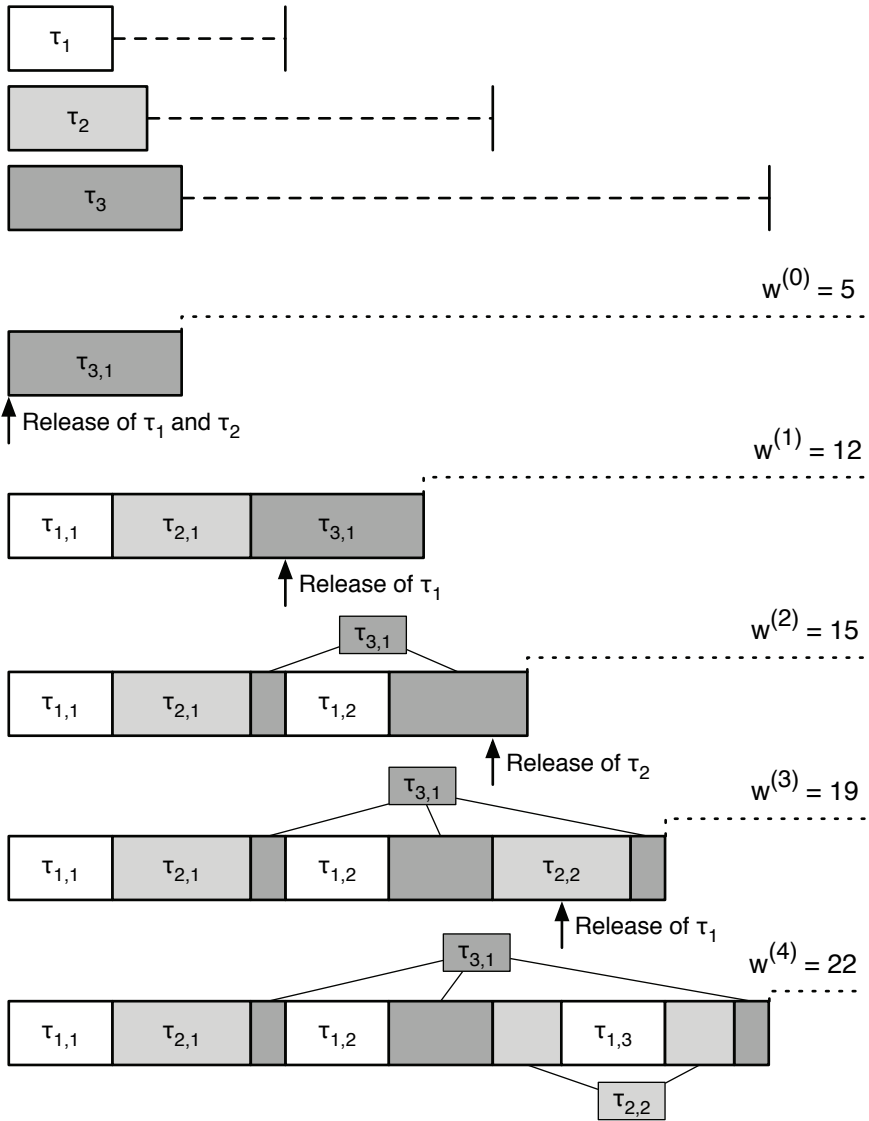 τ1
τ2
τ3
w(0) = 5
τ3,1
Release of τ1 and τ2
w(1) = 12
τ1,1 τ2,1 τ3,1
Release of τ1
w(2) = 15
τ3,1
τ1,1 τ2,1 τ1,2
Release of τ2
w(3) = 19
τ3,1
τ1,1 τ2,1 τ1,2 τ2,2
Release of τ1
w(4) = 22
τ3,1
τ1,1 τ2,1 τ1,2 τ1,3
τ2,2